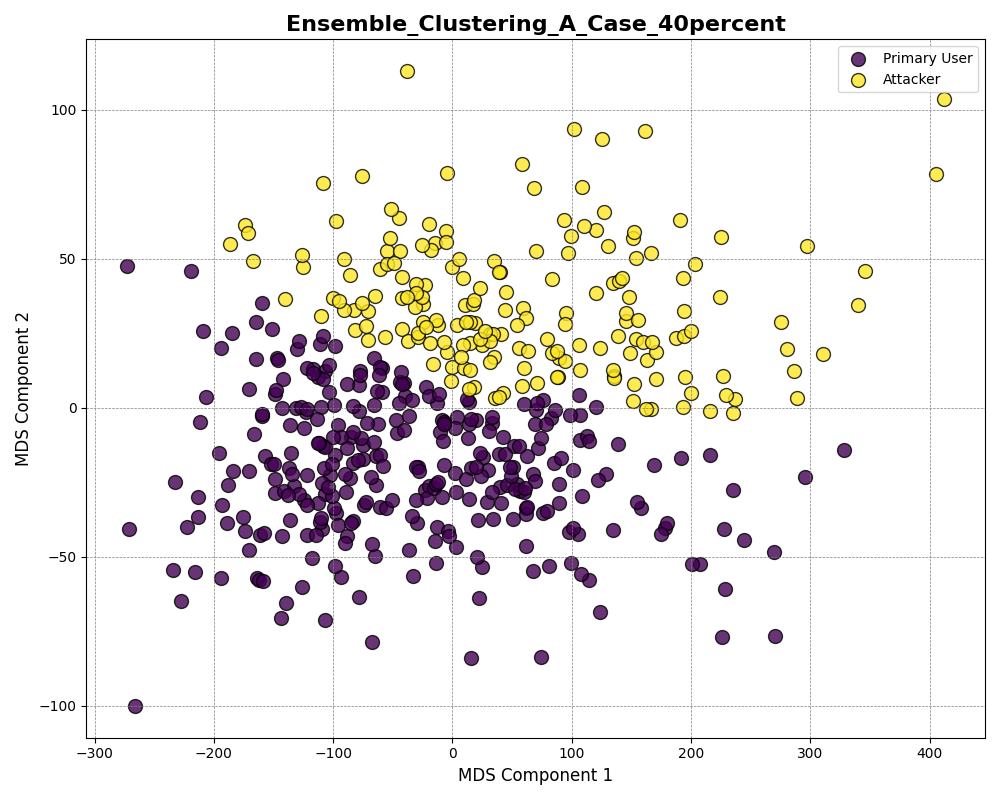 Ensemble_Clustering_A_Case_40percent
Primary User
Attacker
MDS Component 2
100
50
0
−50
−100
−300 −200 −100 0 100 200 300 400
MDS Component 1